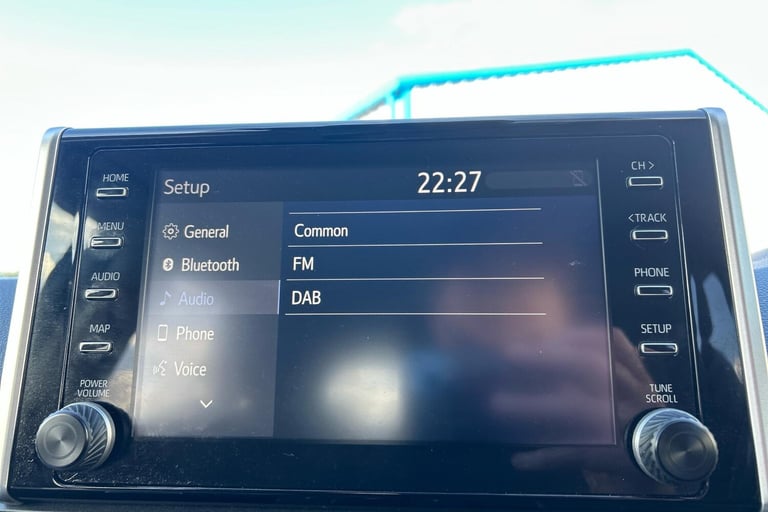 HOME
MENU
AUDIO
MAP
POWER
VOLUME
Setup
22:27
General
Bluetooth
Audio
Phone
Voice
Common
FM
DAB
CH >
< TRACK
PHONE
SETUP
TUNE
SCROLL